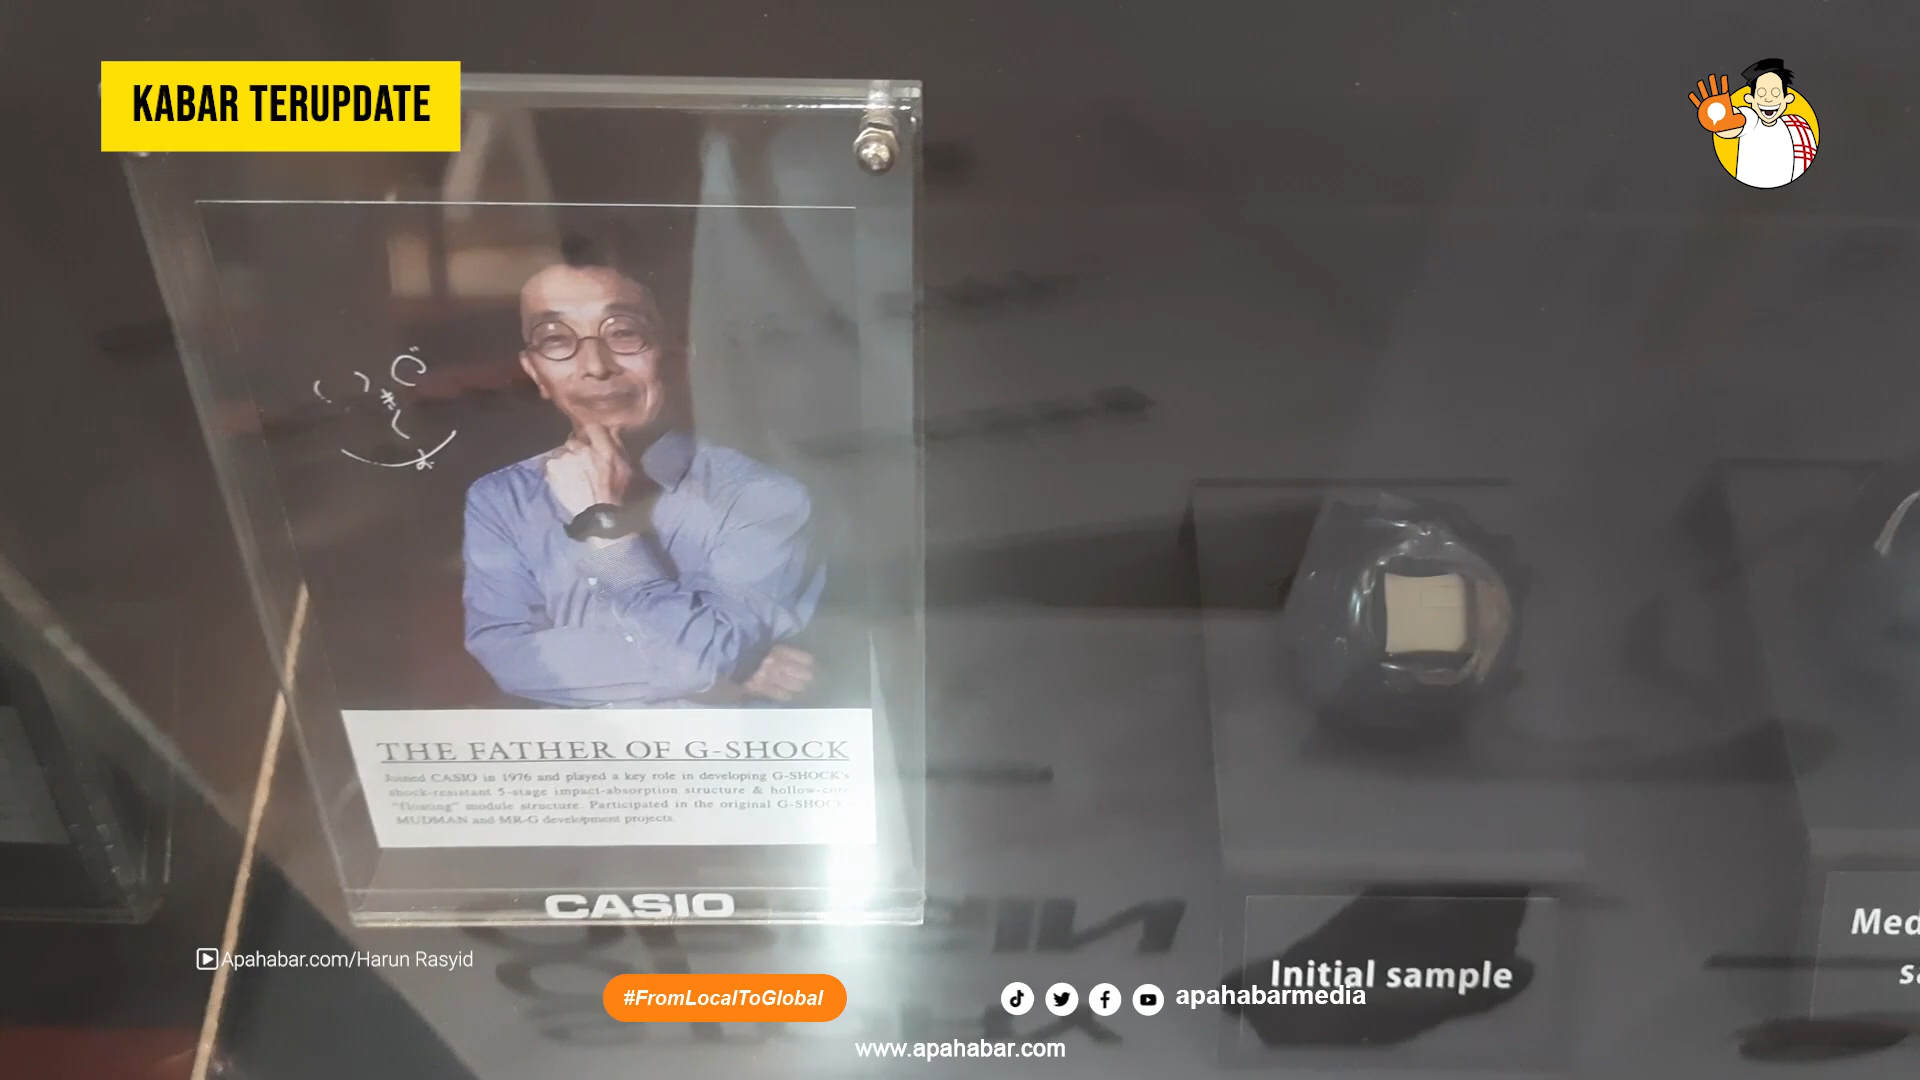 KABAR TERUPDATE
THE FATHER OF G-SHOCK
Joined CASIO in 1976 and played a key role in developing G-SHOCK's
shock-resistant 5-stage impact-absorption structure & hollow-core
"floating" module structure. Participated in the original G-SHOCK,
MUDMAN and MR-G development projects.
CASIO
Initial sample
Apahabar.com/Harun Rasyid
#FromLocalToGlobal
apahabarmedia
www.apahabar.com